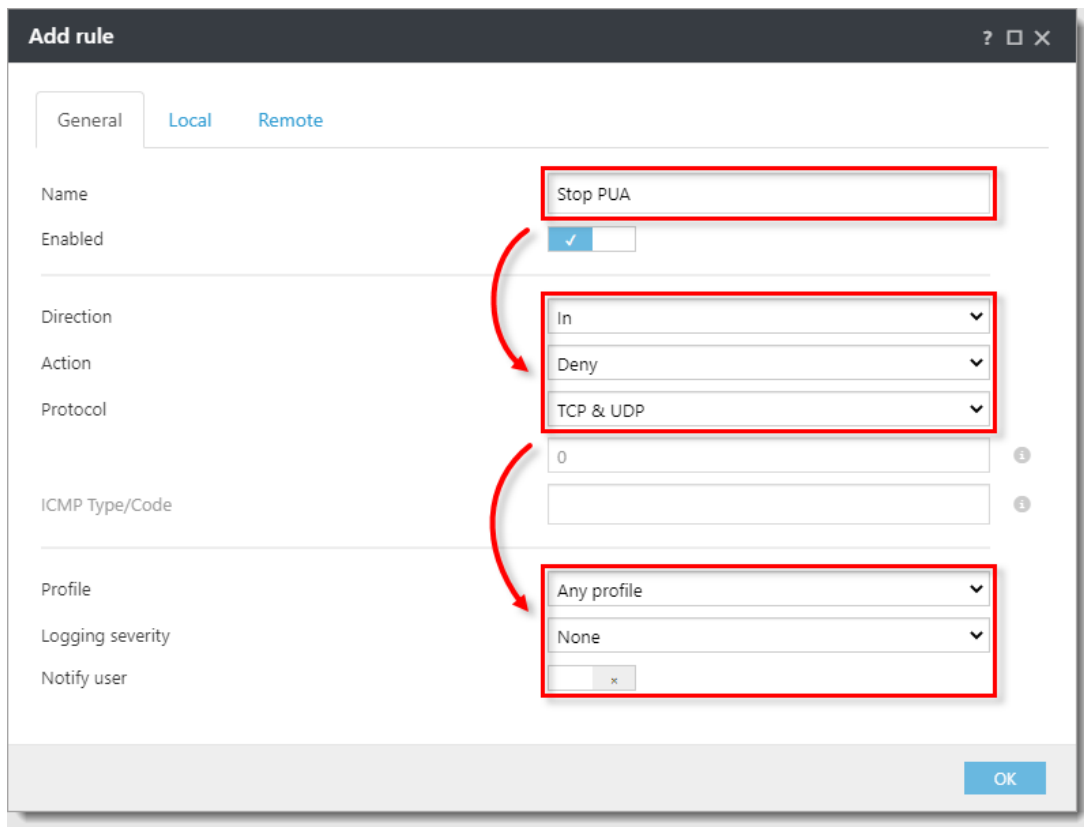 Add rule ?
General Local Remote
Name Stop PUA
Enabled
Direction In
Action Deny
Protocol TCP & UDP
0
ICMP Type/Code
Profile Any profile
Logging severity None
Notify user
OK